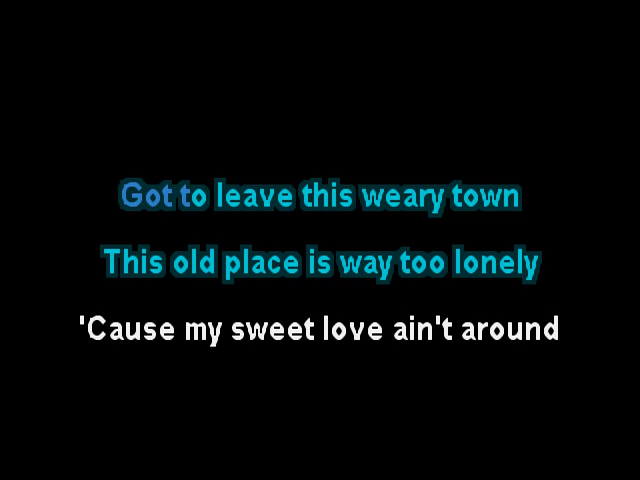 Got to leave this weary town
This old place is way too lonely
'Cause my sweet love ain't around